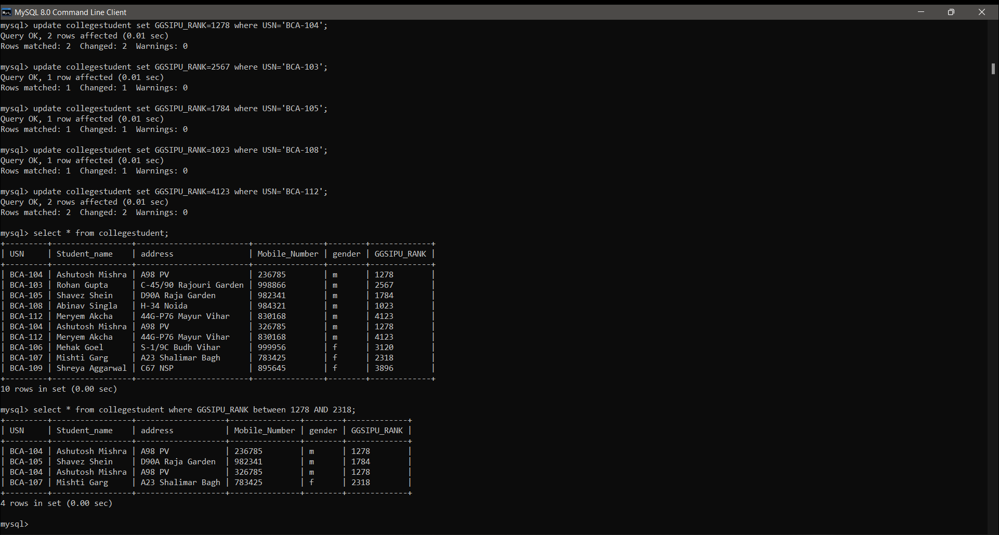 MySQL 8.0 Command Line Client
mysql> update collegestudent set GGSIPU_RANK=1278 where USN='BCA-104';
Query OK, 2 rows affected (0.01 sec)
Rows matched: 2  Changed: 2  Warnings: 0

mysql> update collegestudent set GGSIPU_RANK=2567 where USN='BCA-103';
Query OK, 1 row affected (0.01 sec)
Rows matched: 1  Changed: 1  Warnings: 0

mysql> update collegestudent set GGSIPU_RANK=1784 where USN='BCA-105';
Query OK, 1 row affected (0.01 sec)
Rows matched: 1  Changed: 1  Warnings: 0

mysql> update collegestudent set GGSIPU_RANK=1023 where USN='BCA-108';
Query OK, 1 row affected (0.01 sec)
Rows matched: 1  Changed: 1  Warnings: 0

mysql> update collegestudent set GGSIPU_RANK=4123 where USN='BCA-112';
Query OK, 2 rows affected (0.01 sec)
Rows matched: 2  Changed: 2  Warnings: 0

mysql> select * from collegestudent;
+---------+-----------------+------------------------+---------------+--------+-------------+
| USN     | Student_name    | address                | Mobile_Number | gender | GGSIPU_RANK |
+---------+-----------------+------------------------+---------------+--------+-------------+
| BCA-104 | Ashutosh Mishra | A98 PV                 | 236785        | m      | 1278        |
| BCA-103 | Rohan Gupta     | C-45/90 Rajouri Garden | 998866        | m      | 2567        |
| BCA-105 | Shavez Shein    | D90A Raja Garden       | 982341        | m      | 1784        |
| BCA-108 | Abinav Singla   | H-34 Noida             | 984321        | m      | 1023        |
| BCA-112 | Meryem Akcha    | 44G-P76 Mayur Vihar    | 830168        | m      | 4123        |
| BCA-104 | Ashutosh Mishra | A98 PV                 | 326785        | m      | 1278        |
| BCA-112 | Meryem Akcha    | 44G-P76 Mayur Vihar    | 830168        | m      | 4123        |
| BCA-106 | Mehak Goel      | S-1/9C Budh Vihar      | 999956        | f      | 3120        |
| BCA-107 | Mishti Garg     | A23 Shalimar Bagh      | 783425        | f      | 2318        |
| BCA-109 | Shreya Aggarwal | C67 NSP                | 895645        | f      | 3896        |
+---------+-----------------+------------------------+---------------+--------+-------------+
10 rows in set (0.00 sec)

mysql> select * from collegestudent where GGSIPU_RANK between 1278 AND 2318;
+---------+-----------------+-------------------+---------------+--------+-------------+
| USN     | Student_name    | address           | Mobile_Number | gender | GGSIPU_RANK |
+---------+-----------------+-------------------+---------------+--------+-------------+
| BCA-104 | Ashutosh Mishra | A98 PV            | 236785        | m      | 1278        |
| BCA-105 | Shavez Shein    | D90A Raja Garden  | 982341        | m      | 1784        |
| BCA-104 | Ashutosh Mishra | A98 PV            | 326785        | m      | 1278        |
| BCA-107 | Mishti Garg     | A23 Shalimar Bagh | 783425        | f      | 2318        |
+---------+-----------------+-------------------+---------------+--------+-------------+
4 rows in set (0.00 sec)

mysql>